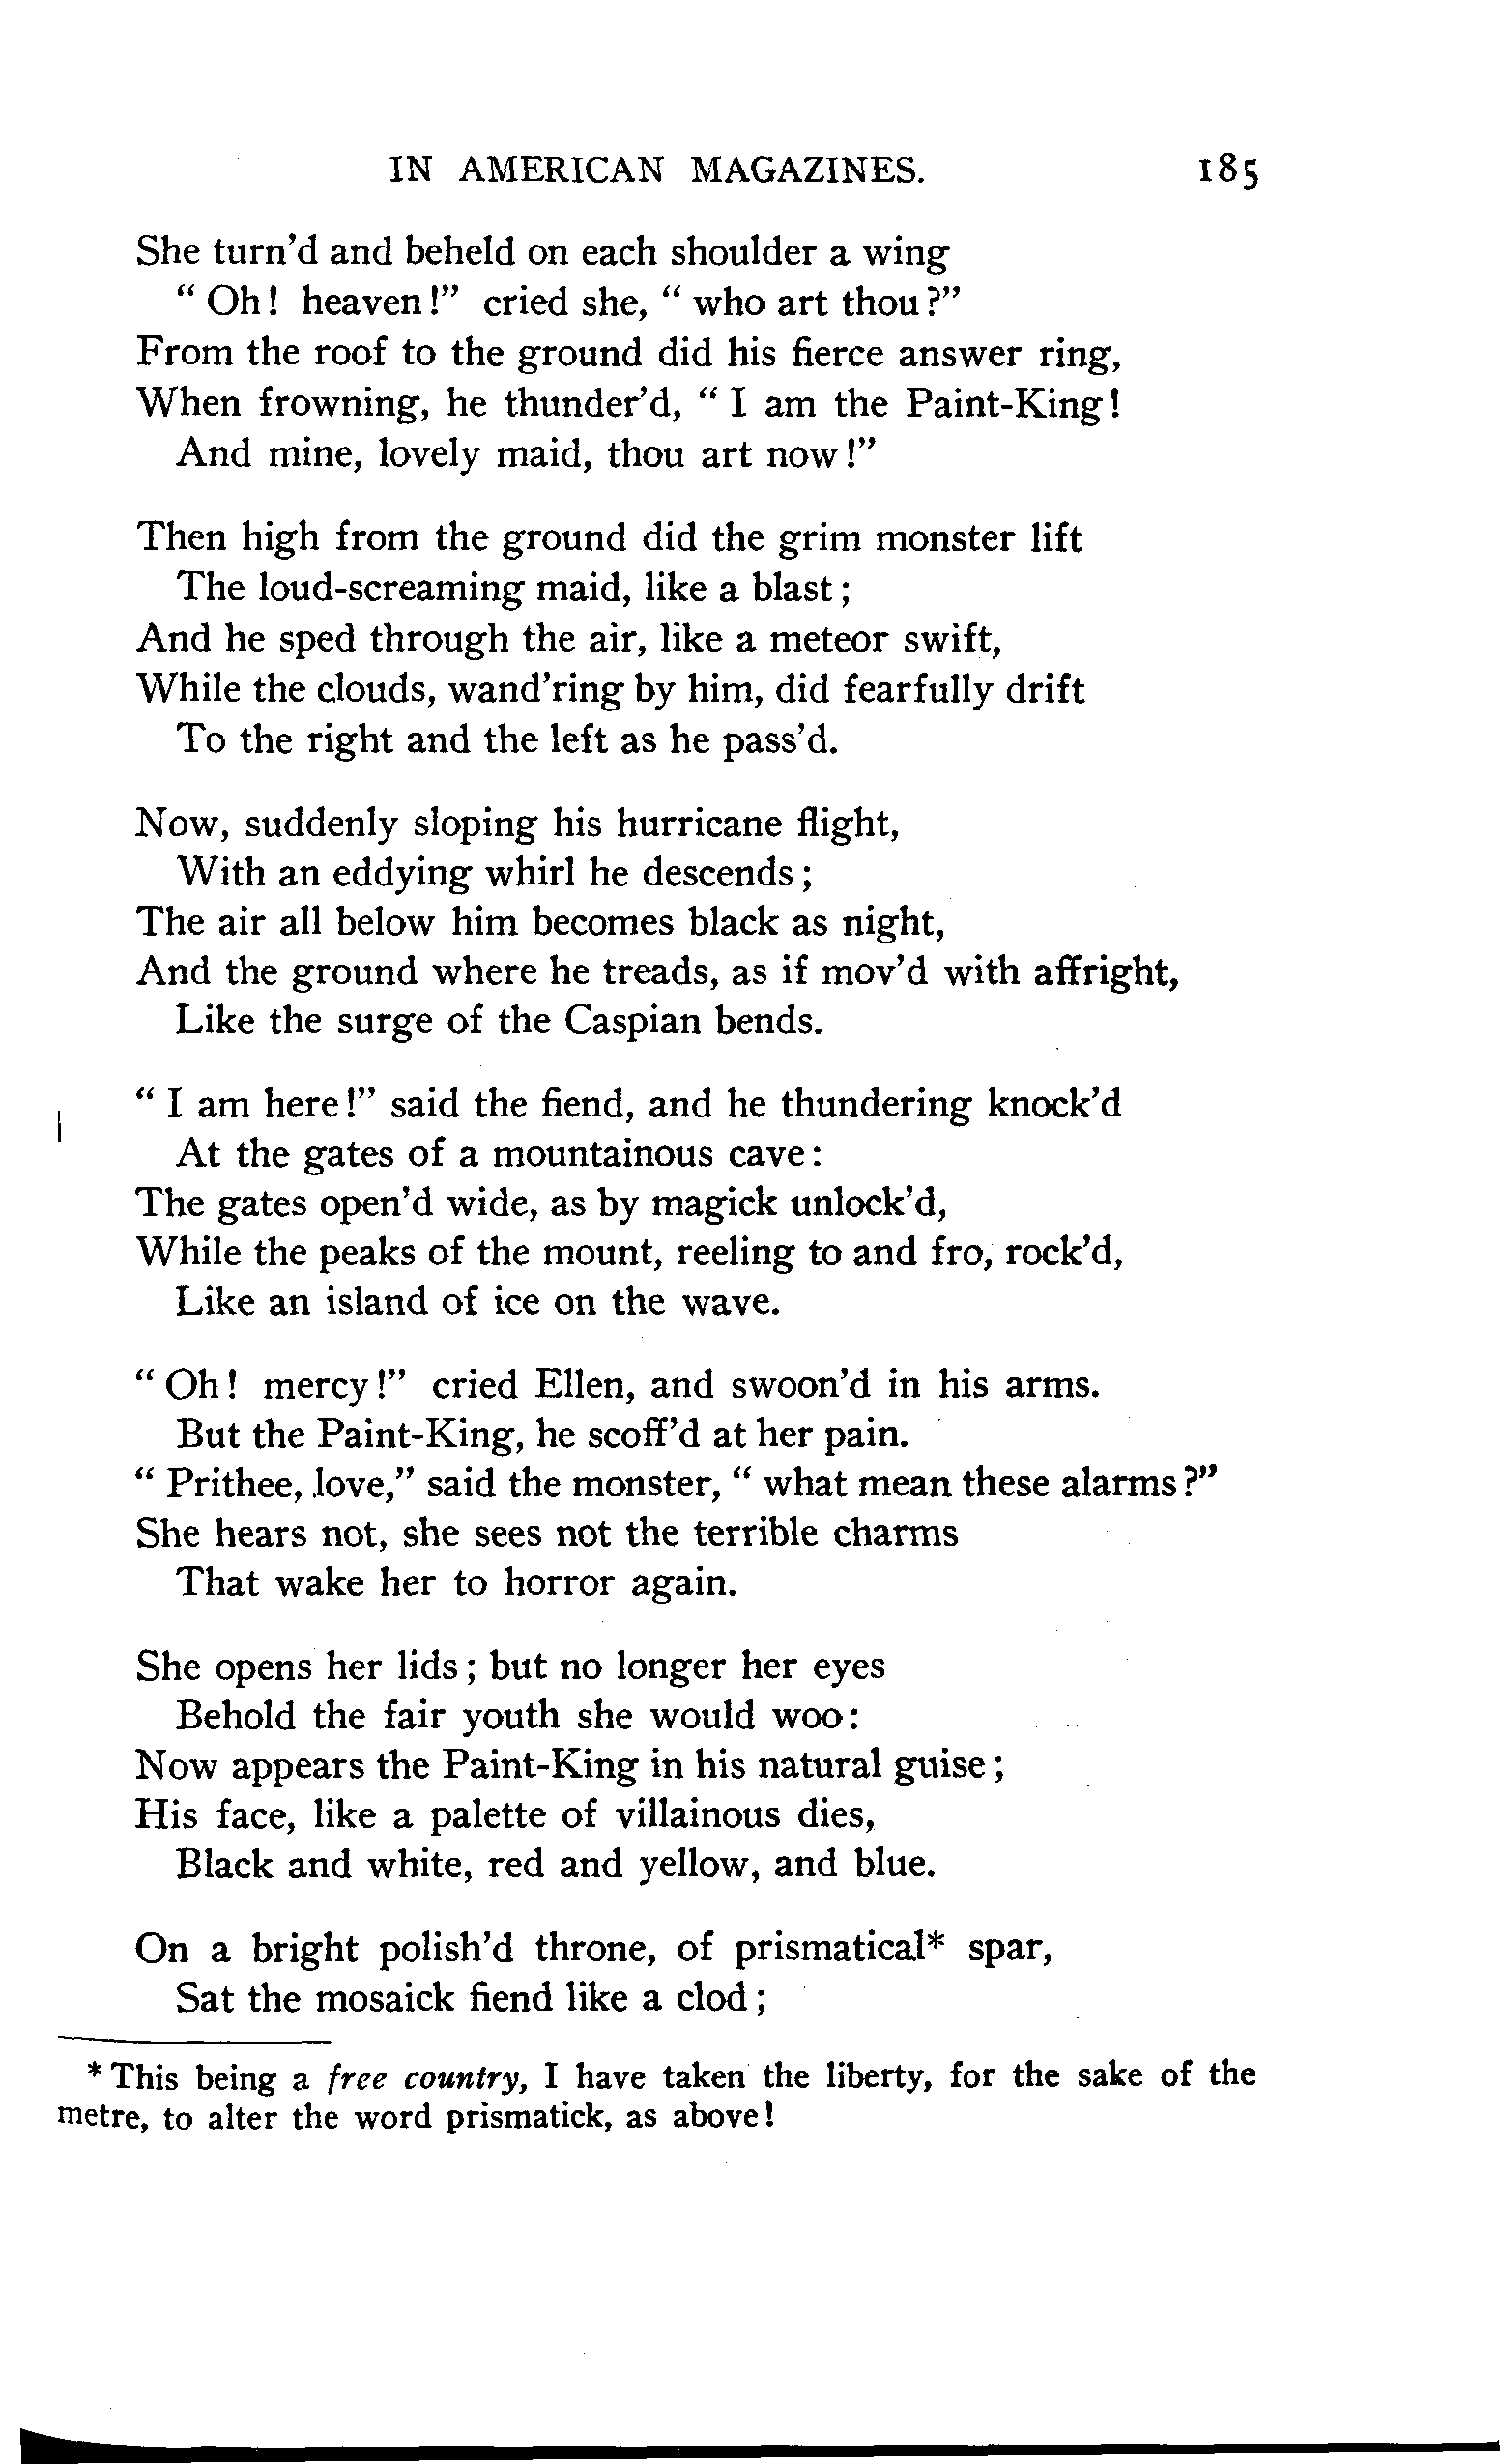 IN AMERICAN MAGAZINES. 185
She turn'd and beheld on each shoulder a wing
“Oh! heaven!” cried she, “who art thou?”
From the roof to the ground did his fierce answer ring,
When frowning, he thunder'd, “I am the Paint-King!
And mine, lovely maid, thou art now!”
Then high from the ground did the grim monster lift
The loud-screaming maid, like a blast;
And he sped through the air, like a meteor swift,
While the clouds, wand'ring by him, did fearfully drift
To the right and the left as he pass'd.
Now, suddenly sloping his hurricane flight,
With an eddying whirl he descends;
The air all below him becomes black as night,
And the ground where he treads, as if mov'd with affright,
Like the surge of the Caspian bends.
“I am here!” said the fiend, and he thundering knock'd
At the gates of a mountainous cave:
The gates open'd wide, as by magick unlock'd,
While the peaks of the mount, reeling to and fro, rock'd,
Like an island of ice on the wave.
“Oh! mercy!” cried Ellen, and swoon'd in his arms.
But the Paint-King, he scoff'd at her pain.
“Prithee, love,” said the monster, “what mean these alarms?”
She hears not, she sees not the terrible charms
That wake her to horror again.
She opens her lids; but no longer her eyes
Behold the fair youth she would woo:
Now appears the Paint-King in his natural guise;
His face, like a palette of villainous dies,
Black and white, red and yellow, and blue.
On a bright polish'd throne, of prismatical* spar,
Sat the mosaick fiend like a clod;
*This being a free country, I have taken the liberty, for the sake of the
metre, to alter the word prismatick, as above!